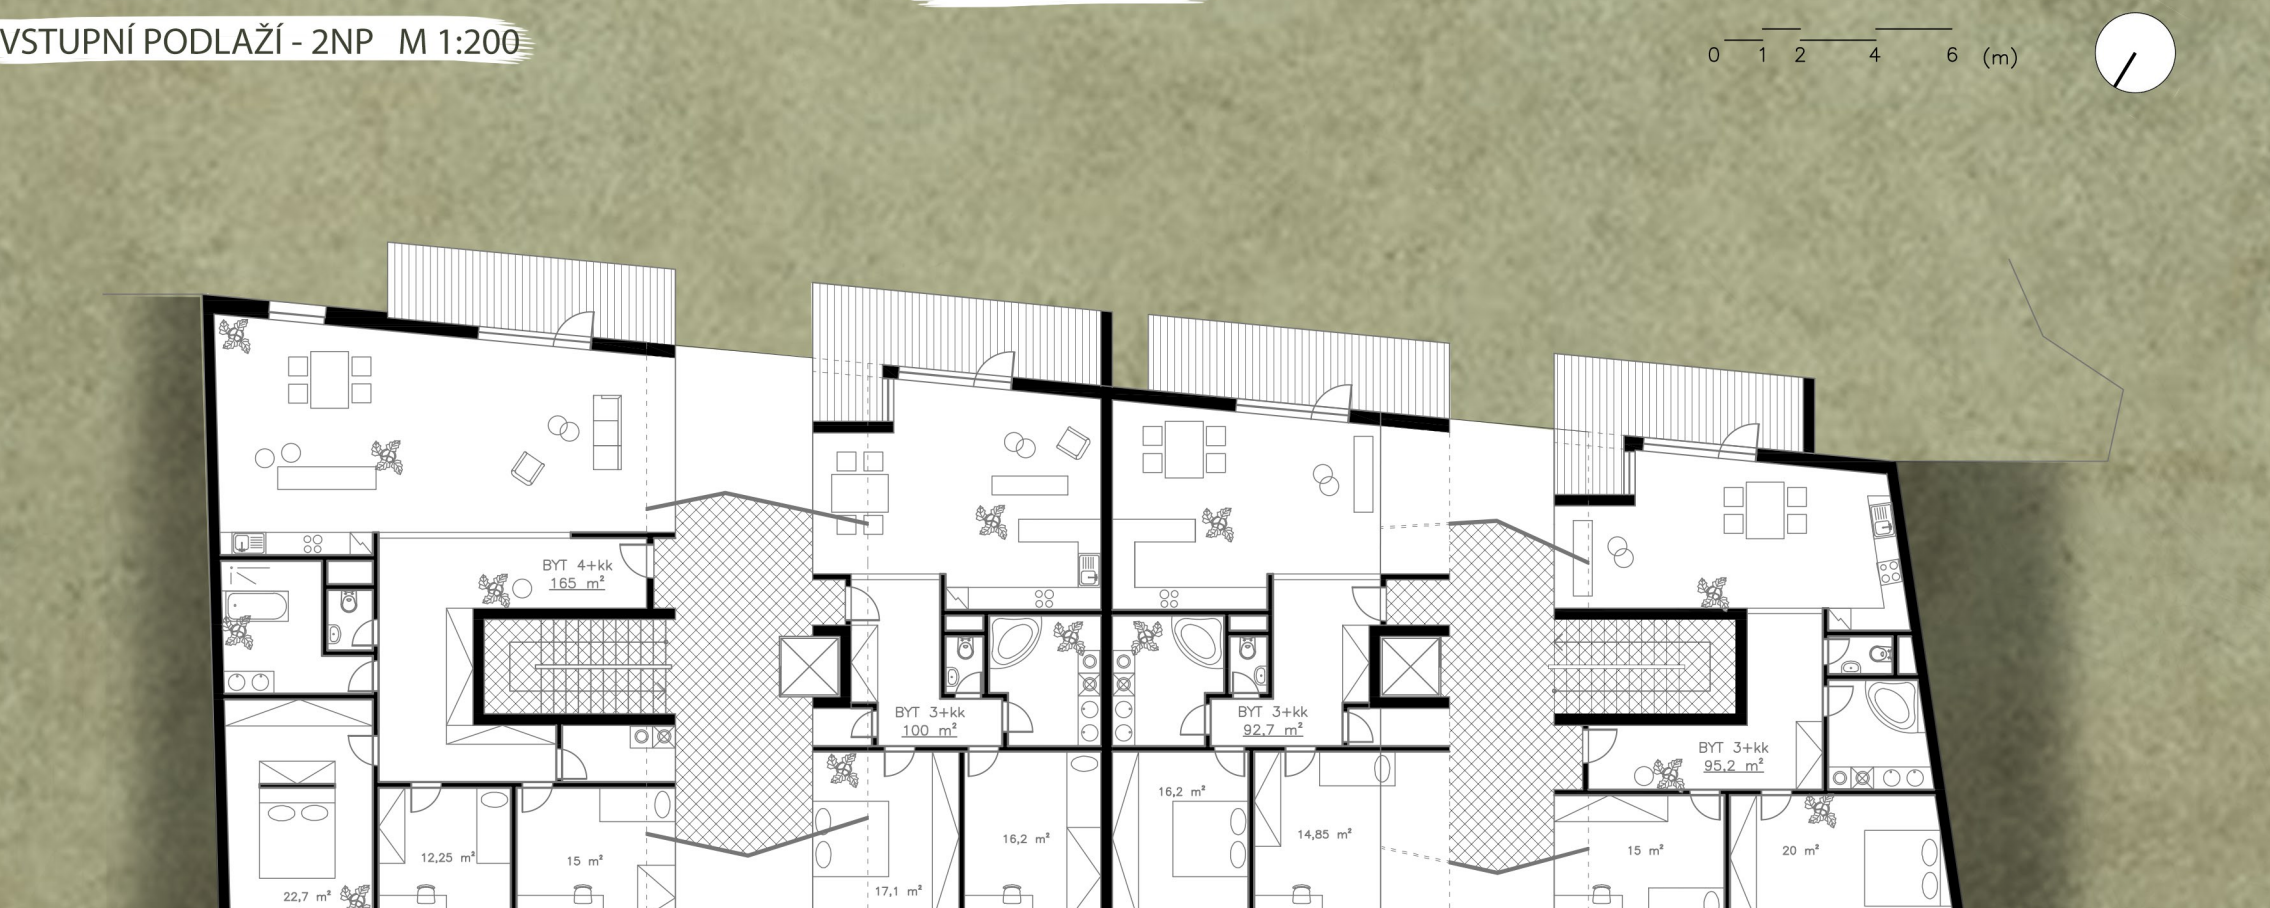 VSTUPNÍ PODLAŽÍ - 2NP M 1:200
0 1 2 4 6 (m)
BYT 4+kk
165 m²
BYT 3+kk
100 m²
BYT 3+kk
92,7 m²
BYT 3+kk
95,2 m²
22,7 m²
12,25 m²
15 m²
17,1 m²
16,2 m²
16,2 m²
14,85 m²
15 m²
20 m²